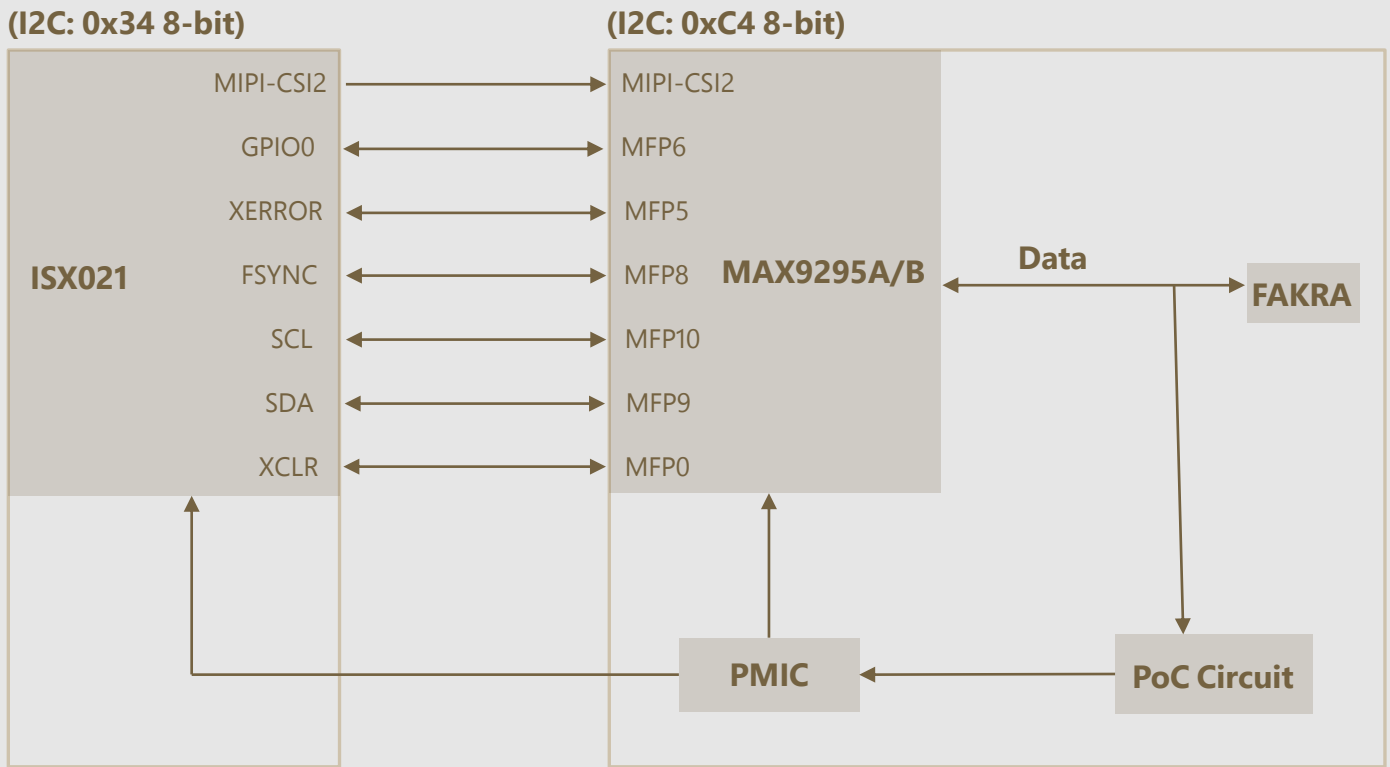 (I2C: 0x34 8-bit)
(I2C: 0xC4 8-bit)
MIPI-CSI2
MIPI-CSI2
GPIO0
MFP6
XERROR
MFP5
ISX021
FSYNC
MFP8
MAX9295A/B
Data
FAKRA
SCL
MFP10
SDA
MFP9
XCLR
MFP0
PMIC
PoC Circuit